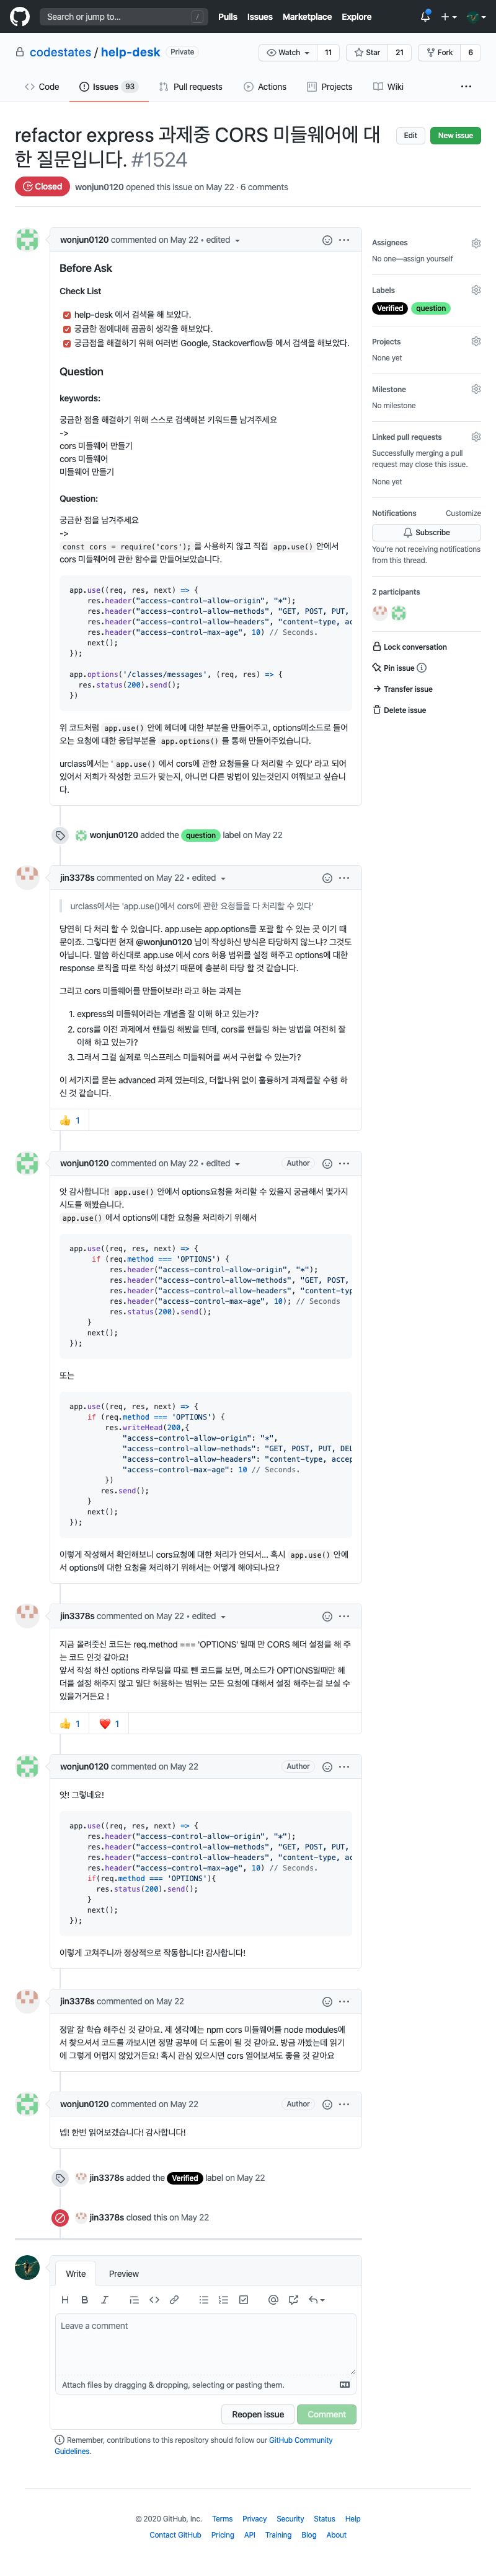 Search or jump to... /
Pulls Issues Marketplace Explore
codestates / help-desk Private
Watch 11 Star 21 Fork 6
Code Issues 93 Pull requests Actions Projects Wiki
refactor express 과제중 CORS 미들웨어에 대
한 질문입니다. #1524
Edit New issue
Closed wonjun0120 opened this issue on May 22 · 6 comments
wonjun0120 commented on May 22 • edited
Before Ask
Check List
help-desk 에서 검색을 해 보았다.
궁금한 점에대해 곰곰히 생각을 해보았다.
궁금점을 해결하기 위해 여러번 Google, Stackoverflow등 에서 검색을 해보았다.
Question
keywords:
궁금한 점을 해결하기 위해 스스로 검색해본 키워드를 남겨주세요
->
cors 미들웨어 만들기
cors 미들웨어
미들웨어 만들기
Question:
궁금한 점을 남겨주세요
->
const cors = require('cors'); 를 사용하지 않고 직접 app.use() 안에서
cors 미들웨어에 관한 함수를 만들어보았습니다.
app.use((req, res, next) => {
res.header("access-control-allow-origin", "*");
res.header("access-control-allow-methods", "GET, POST, PUT,
res.header("access-control-allow-headers", "content-type, ac
res.header("access-control-max-age", 10) // Seconds.
next();
});
app.options('/classes/messages', (req, res) => {
res.status(200).send();
})
위 코드처럼 app.use() 안에 헤더에 대한 부분을 만들어주고, options메소드로 들어
오는 요청에 대한 응답부분을 app.options() 를 통해 만들어주었습니다.
urclass에서는 ' app.use() 에서 cors에 관한 요청들을 다 처리할 수 있다' 라고 되어
있어서 저희가 작성한 코드가 맞는지, 아니면 다른 방법이 있는것인지 여쭤보고 싶습니
다.
Assignees
No one—assign yourself
Labels
Verified question
Projects
None yet
Milestone
No milestone
Linked pull requests
Successfully merging a pull
request may close this issue.
None yet
Notifications Customize
Subscribe
You're not receiving notifications
from this thread.
2 participants
Lock conversation
Pin issue
Transfer issue
Delete issue
wonjun0120 added the question label on May 22
jin3378s commented on May 22 • edited
urclass에서는 'app.use()에서 cors에 관한 요청들을 다 처리할 수 있다'
당연히 다 처리 할 수 있습니다. app.use는 app.options를 포괄 할 수 있는 곳 이기 때
문이죠. 그렇다면 현재 @wonjun0120 님이 작성하신 방식은 타당하지 않느냐? 그것도
아닙니다. 말씀 하신대로 app.use 에서 cors 허용 범위를 설정 해주고 options에 대한
response 로직을 따로 작성 하셨기 때문에 충분히 타당 할 것 같습니다.
그리고 cors 미들웨어를 만들어보라! 라고 하는 과제는
1. express의 미들웨어라는 개념을 잘 이해 하고 있는가?
2. cors를 이전 과제에서 핸들링 해봤을 텐데, cors를 핸들링 하는 방법을 여전히 잘
이해 하고 있는가?
3. 그래서 그걸 실제로 익스프레스 미들웨어를 써서 구현할 수 있는가?
이 세가지를 묻는 advanced 과제 였는데요, 더할나위 없이 훌륭하게 과제를잘 수행 하
신 것 같습니다.
👍 1
wonjun0120 commented on May 22 • edited Author
앗 감사합니다! app.use() 안에서 options요청을 처리할 수 있을지 궁금해서 몇가지
시도를 해봤습니다.
app.use() 에서 options에 대한 요청을 처리하기 위해서
app.use((req, res, next) => {
if (req.method === 'OPTIONS') {
res.header("access-control-allow-origin", "*");
res.header("access-control-allow-methods", "GET, POST,
res.header("access-control-allow-headers", "content-typ
res.header("access-control-max-age", 10); // Seconds
res.status(200).send();
}
next();
});
또는
app.use((req, res, next) => {
if (req.method === 'OPTIONS') {
res.writeHead(200,{
"access-control-allow-origin": "*",
"access-control-allow-methods": "GET, POST, PUT, DEL
"access-control-allow-headers": "content-type, accep
"access-control-max-age": 10 // Seconds.
})
res.send();
}
next();
});
이렇게 작성해서 확인해보니 cors요청에 대한 처리가 안되서... 혹시 app.use() 안에
서 options에 대한 요청을 처리하기 위해서는 어떻게 해야되나요?
jin3378s commented on May 22 • edited
지금 올려줏신 코드는 req.method === 'OPTIONS' 일때 만 CORS 헤더 설정을 해 주
는 코드 인것 같아요!
앞서 작성 하신 options 라우팅을 따로 뺀 코드를 보면, 메소드가 OPTIONS일때만 헤
더를 설정 해주지 않고 일단 허용하는 범위는 모든 요청에 대해서 설정 해주는걸 보실 수
있을거거든요 !
👍 1 ❤️ 1
wonjun0120 commented on May 22 Author
앗! 그렇네요!
app.use((req, res, next) => {
res.header("access-control-allow-origin", "*");
res.header("access-control-allow-methods", "GET, POST, PUT,
res.header("access-control-allow-headers", "content-type, ac
res.header("access-control-max-age", 10) // Seconds.
if(req.method === 'OPTIONS'){
res.status(200).send();
}
next();
});
이렇게 고쳐주니까 정상적으로 작동합니다! 감사합니다!
jin3378s commented on May 22
정말 잘 학습 해주신 것 같아요. 제 생각에는 npm cors 미들웨어를 node modules에
서 찾으셔서 코드를 까보시면 정말 공부에 더 도움이 될 것 같아요. 방금 까봤는데 읽기
에 그렇게 어렵지 않았거든요! 혹시 관심 있으시면 cors 열어보셔도 좋을 것 같아요
wonjun0120 commented on May 22 Author
넵! 한번 읽어보겠습니다! 감사합니다!
jin3378s added the Verified label on May 22
jin3378s closed this on May 22
Write Preview
Leave a comment
Attach files by dragging & dropping, selecting or pasting them.
Reopen issue Comment
Remember, contributions to this repository should follow our GitHub Community
Guidelines.
© 2020 GitHub, Inc. Terms Privacy Security Status Help
Contact GitHub Pricing API Training Blog About